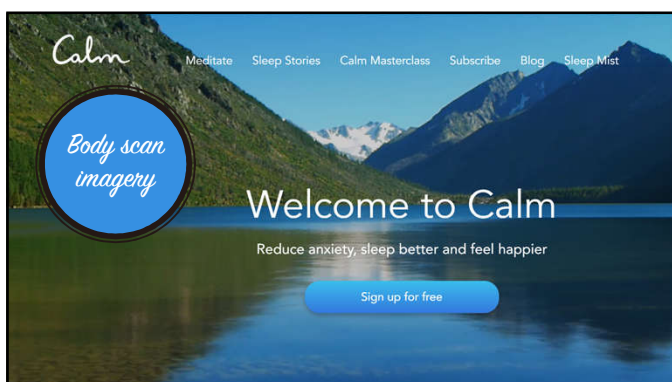 Calm
Meditate Sleep Stories Calm Masterclass Subscribe Blog Sleep Mist
Body scan
imagery
Welcome to Calm
Reduce anxiety, sleep better and feel happier
Sign up for free